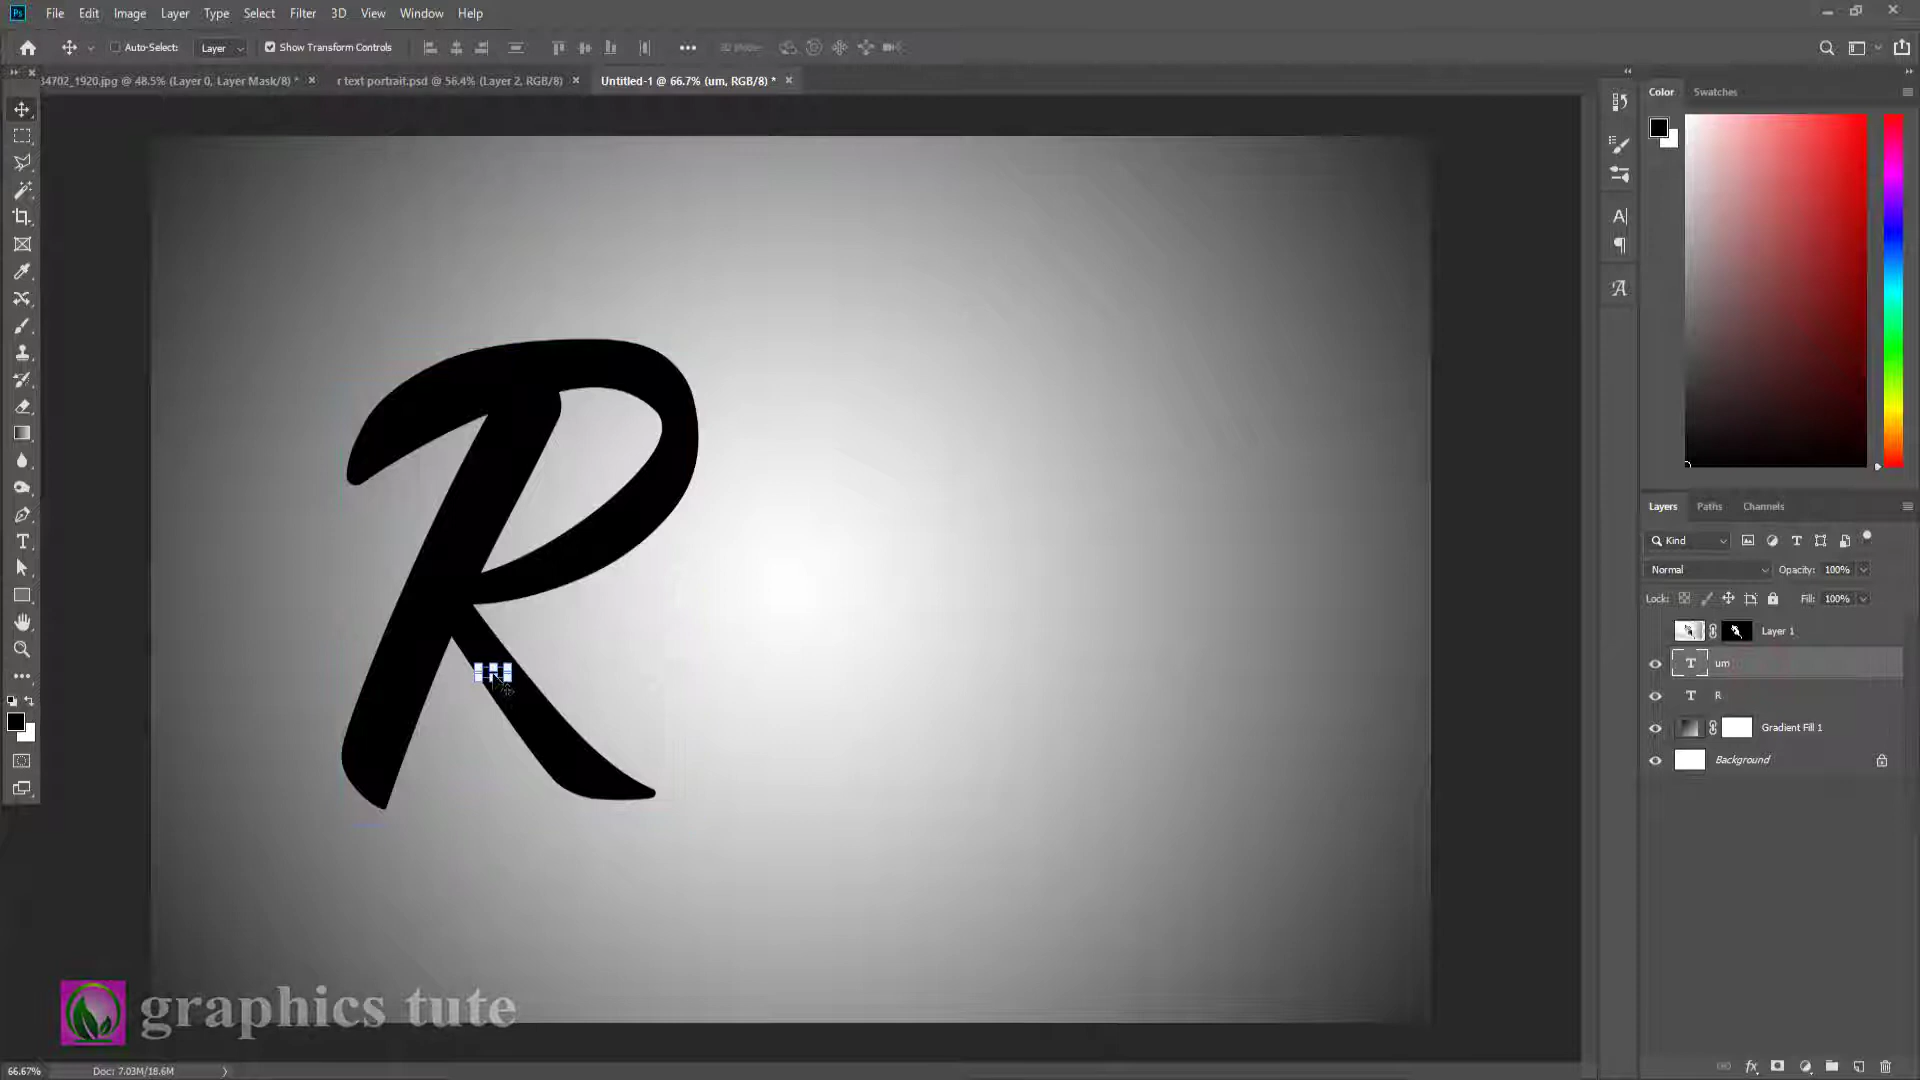 Ps File Edit Image Layer Type Select Filter 3D View Window Help
Auto-Select: Layer Show Transform Controls ••• 3D Mode:
34702_1920.jpg @ 48.5% (Layer 0, Layer Mask/8) * × r text portrait.psd @ 56.4% (Layer 2, RGB/8) × Untitled-1 @ 66.7% (um, RGB/8) * ×
Color Swatches
R
Layers Paths Channels
Kind
Normal Opacity: 100%
Lock: Fill: 100%
Layer 1
T um
T R
Gradient Fill 1
Background
graphics tute
66.67% Doc: 7.03M/18.6M